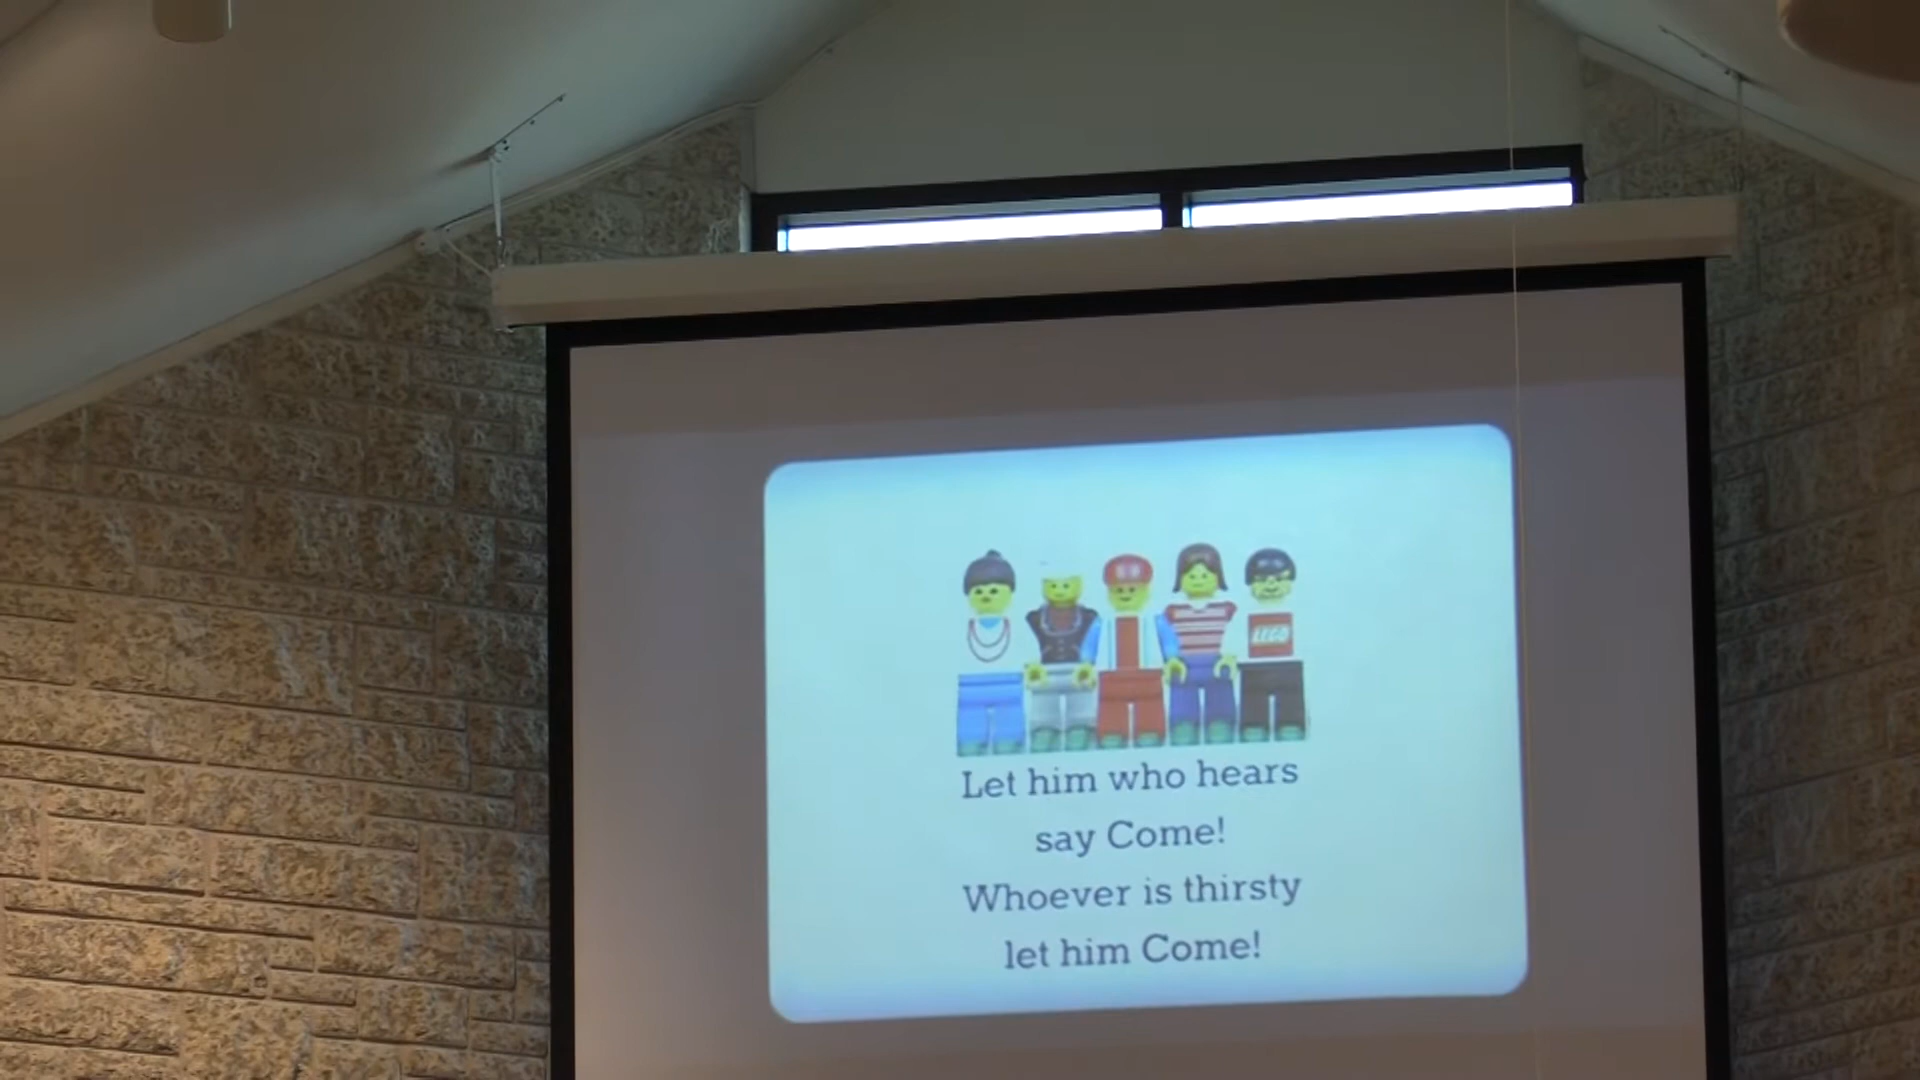 LEGO
Let him who hears
say Come!
Whoever is thirsty
let him Come!